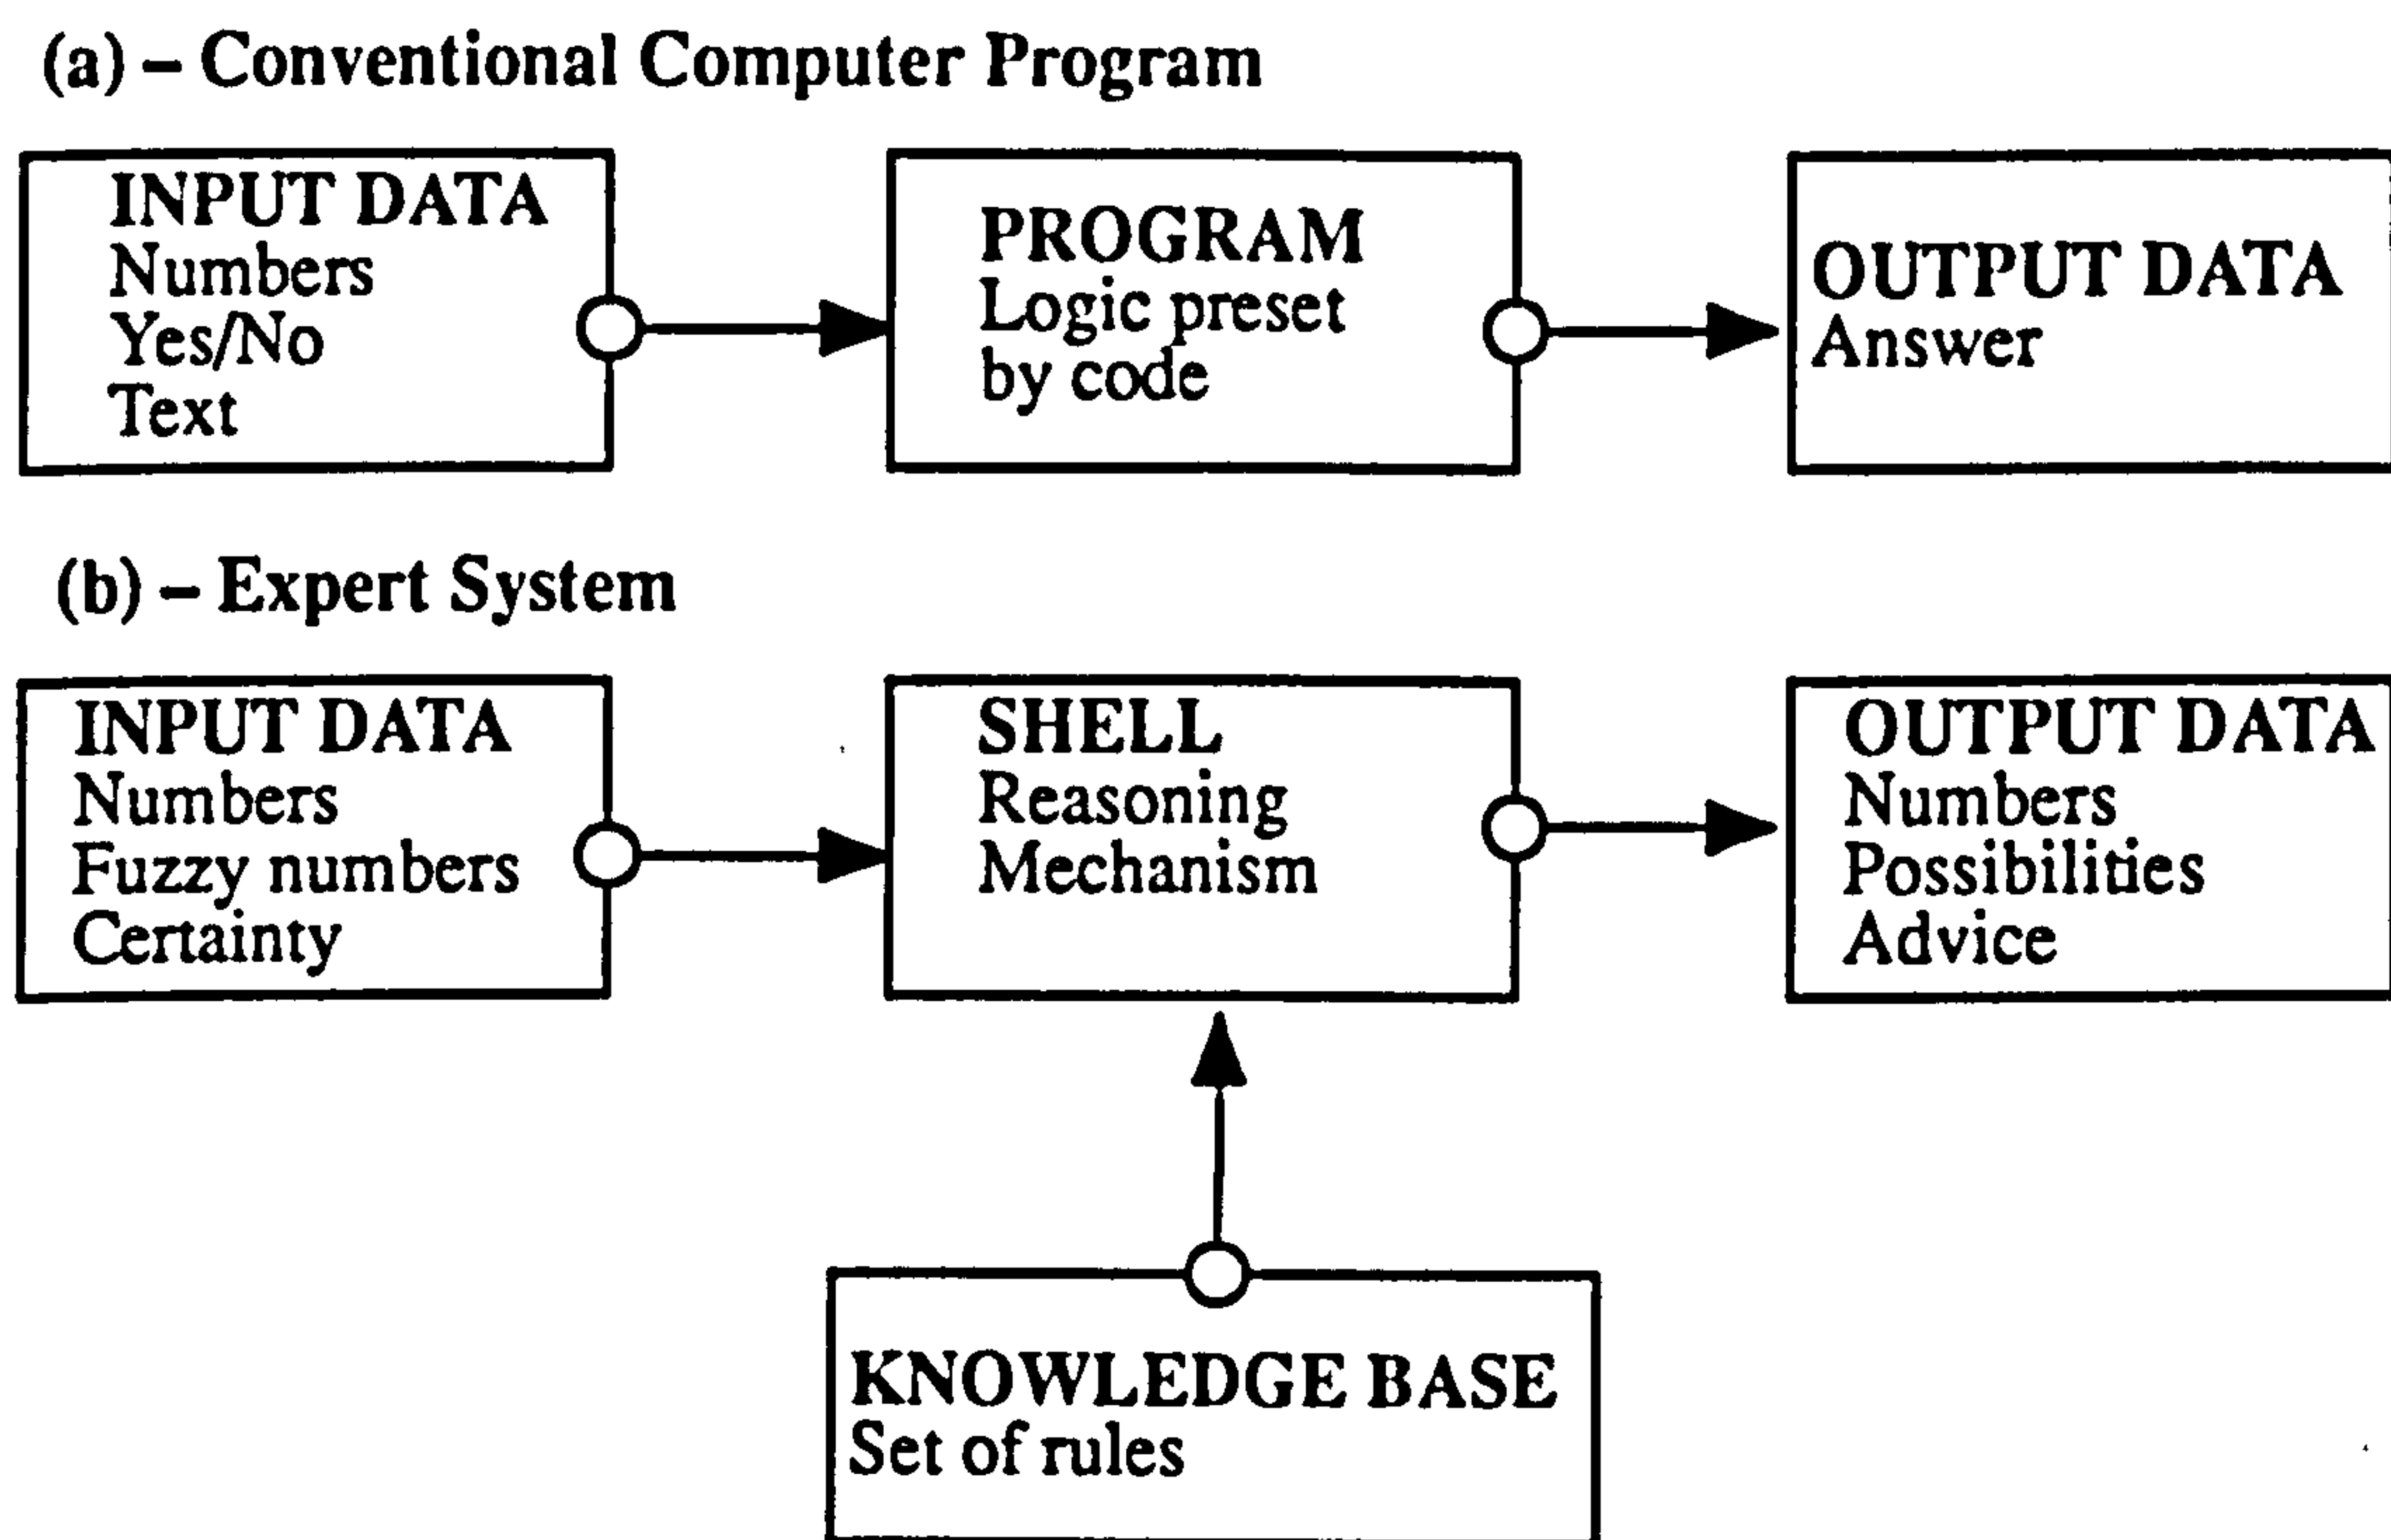 (a) – Conventional Computer Program
INPUT DATA
Numbers
Yes/No
Text
PROGRAM
Logic preset
by code
OUTPUT DATA
Answer
(b) – Expert System
INPUT DATA
Numbers
Fuzzy numbers
Certainty
SHELL
Reasoning
Mechanism
OUTPUT DATA
Numbers
Possibilities
Advice
KNOWLEDGE BASE
Set of rules